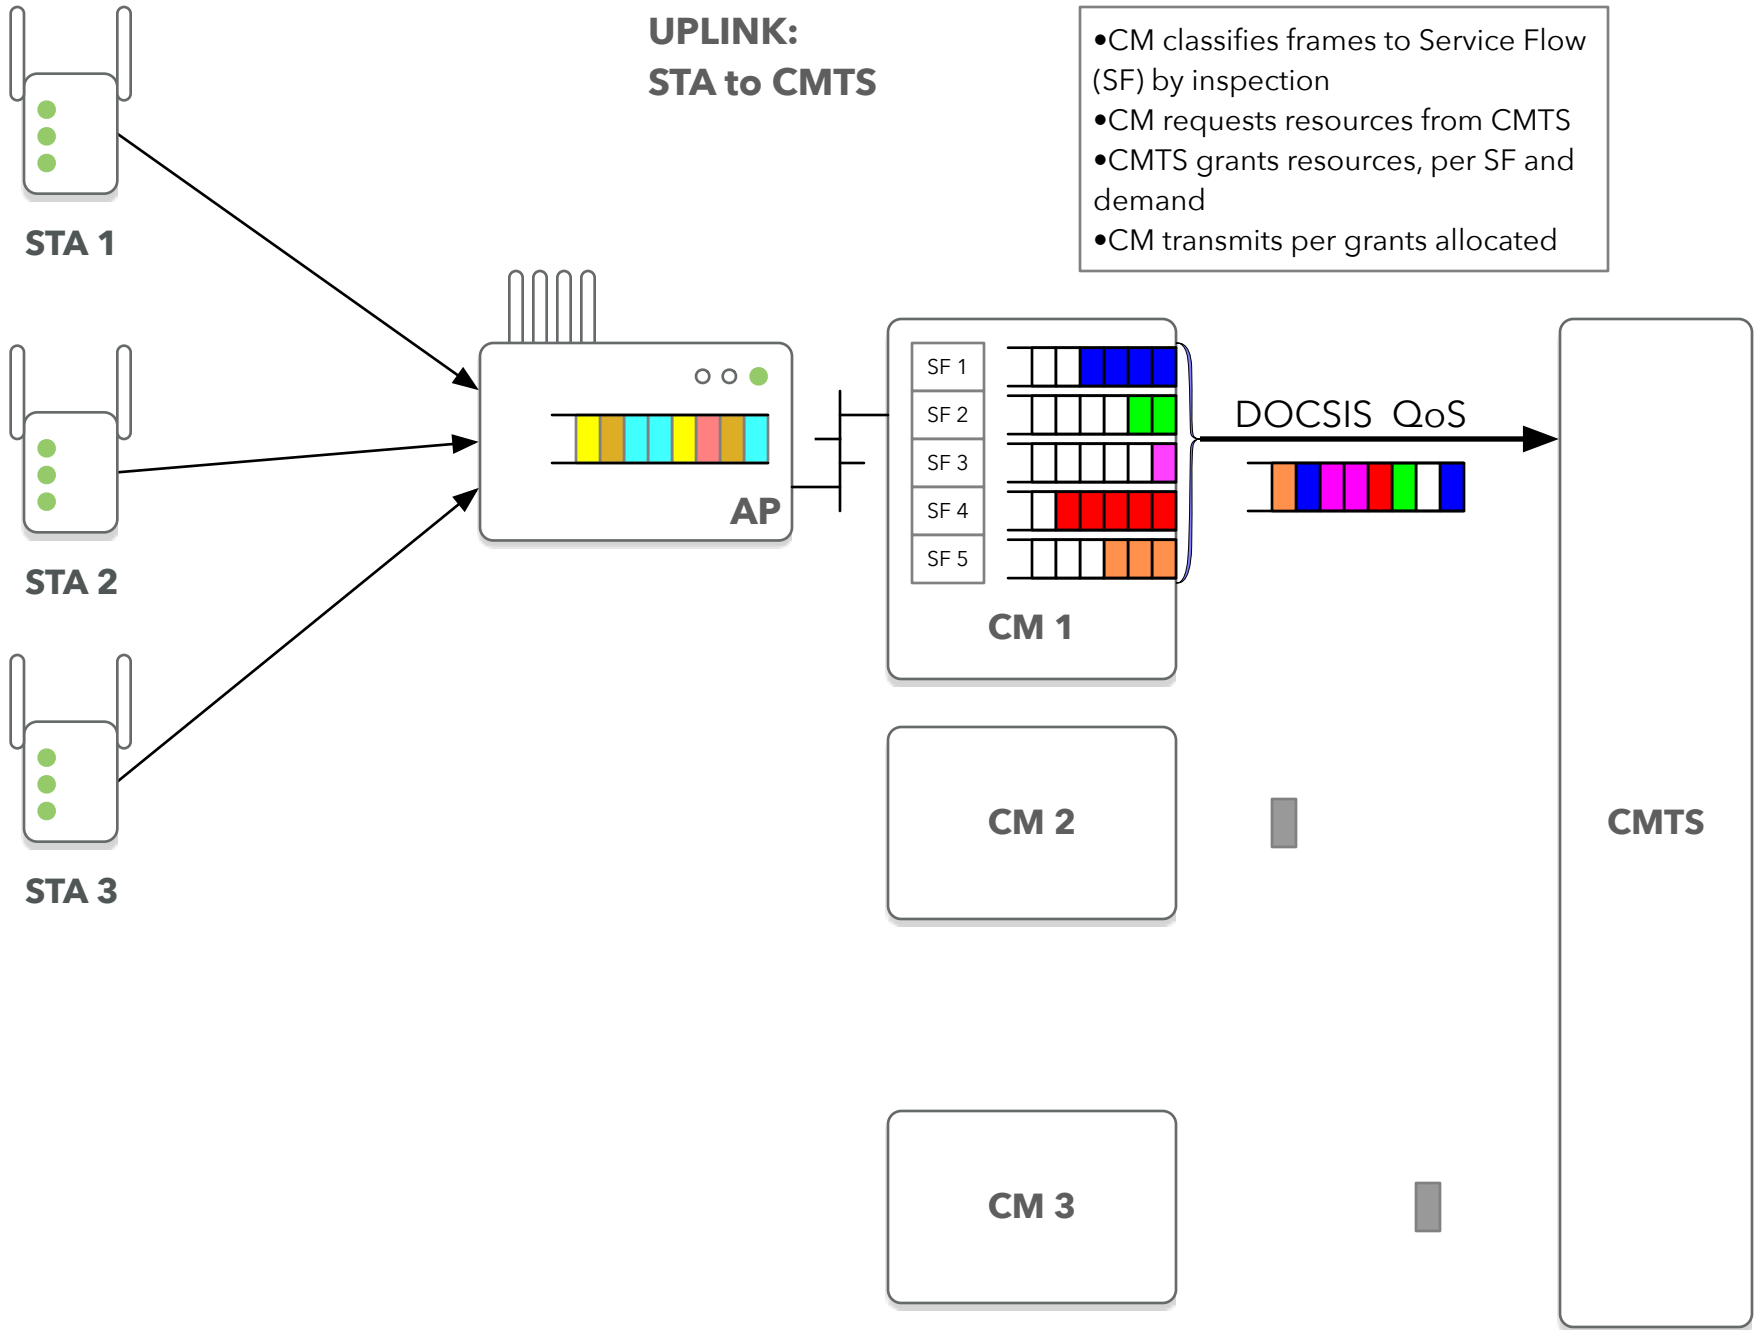 UPLINK:
STA to CMTS
•CM classifies frames to Service Flow
(SF) by inspection
•CM requests resources from CMTS
•CMTS grants resources, per SF and
demand
•CM transmits per grants allocated
STA 1
STA 2
STA 3
AP
SF 1
SF 2
SF 3
SF 4
SF 5
CM 1
DOCSIS QoS
CM 2
CM 3
CMTS